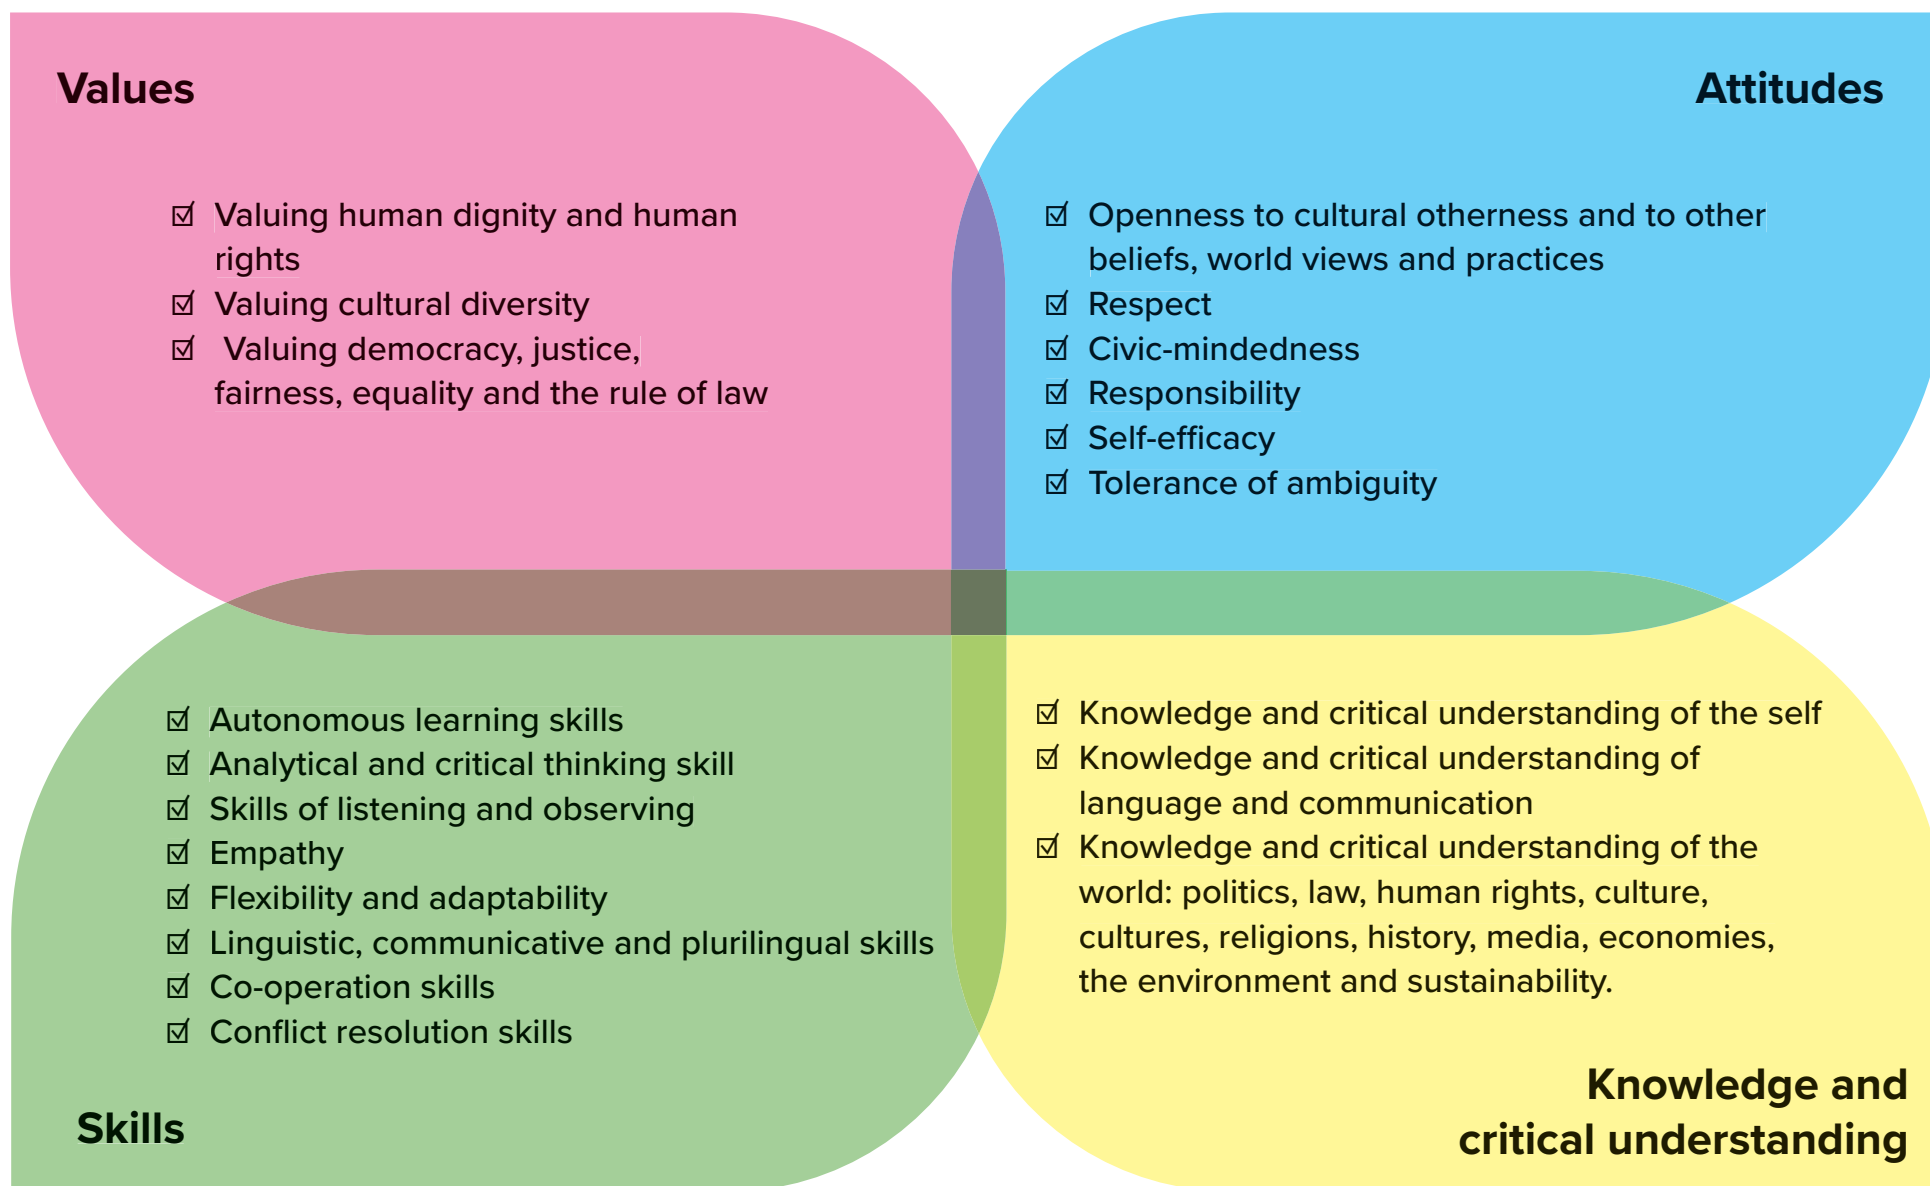 Values
☑ Valuing human dignity and human
rights
☑ Valuing cultural diversity
☑ Valuing democracy, justice,
fairness, equality and the rule of law
Attitudes
☑ Openness to cultural otherness and to other
beliefs, world views and practices
☑ Respect
☑ Civic-mindedness
☑ Responsibility
☑ Self-efficacy
☑ Tolerance of ambiguity
☑ Autonomous learning skills
☑ Analytical and critical thinking skill
☑ Skills of listening and observing
☑ Empathy
☑ Flexibility and adaptability
☑ Linguistic, communicative and plurilingual skills
☑ Co-operation skills
☑ Conflict resolution skills
Skills
☑ Knowledge and critical understanding of the self
☑ Knowledge and critical understanding of
language and communication
☑ Knowledge and critical understanding of the
world: politics, law, human rights, culture,
cultures, religions, history, media, economies,
the environment and sustainability.
Knowledge and
critical understanding